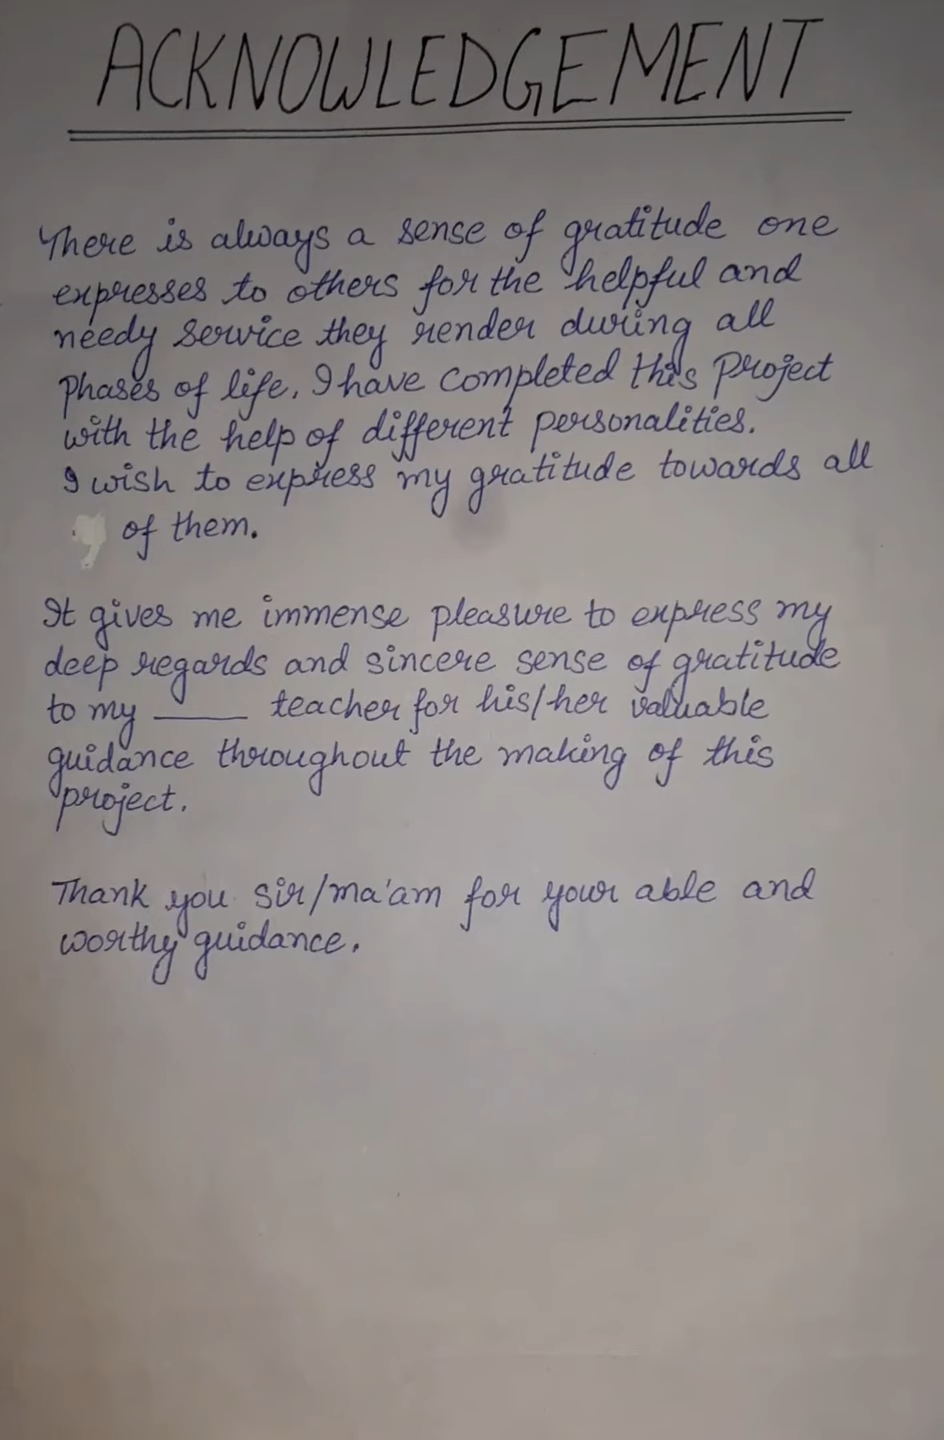 ACKNOWLEDGEMENT
There is always a sense of gratitude one
expresses to others for the helpful and
needy service they render during all
phases of life. I have completed this project
with the help of different personalities.
I wish to express my gratitude towards all
of them.
It gives me immense pleasure to express my
deep regards and sincere sense of gratitude
to my _____ teacher for his/her valuable
guidance throughout the making of this
project.
Thank you sir/ma'am for your able and
worthy guidance.